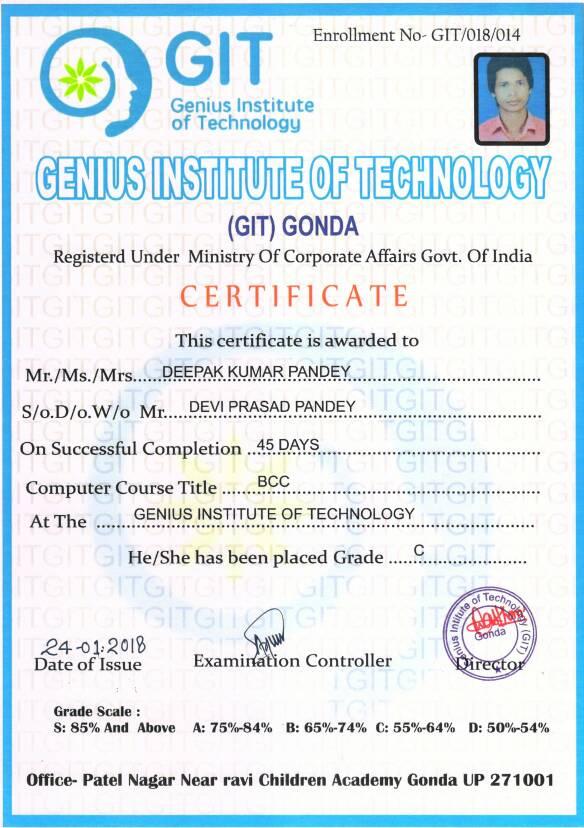 Enrollment No- GIT/018/014
GIT
Genius Institute
of Technology
GENIUS INSTITUTE OF TECHNOLOGY
(GIT) GONDA
Registerd Under Ministry Of Corporate Affairs Govt. Of India
CERTIFICATE
This certificate is awarded to
Mr./Ms./Mrs......DEEPAK KUMAR PANDEY
S/o.D/o.W/o Mr.....DEVI PRASAD PANDEY
On Successful Completion ..45 DAYS
Computer Course Title ......BCC
At The ........GENIUS INSTITUTE OF TECHNOLOGY
He/She has been placed Grade .....C
24-01-2018
Date of Issue
Examination Controller
Director
Genius Intitute of Technology (GIT)
Gonda
Grade Scale :
S: 85% And Above A: 75%-84% B: 65%-74% C: 55%-64% D: 50%-54%
Office- Patel Nagar Near ravi Children Academy Gonda UP 271001